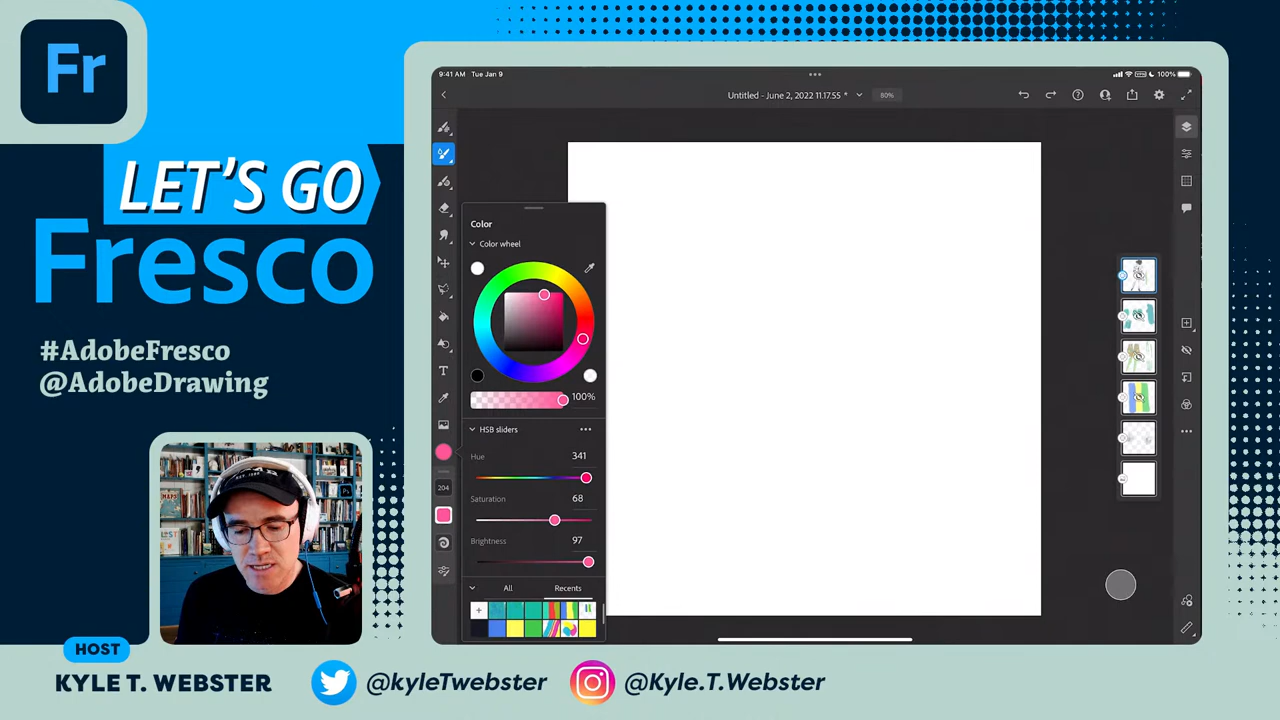 Fr
LET'S GO
Fresco
#AdobeFresco
@AdobeDrawing
HOST
KYLE T. WEBSTER
@kyleTwebster
@Kyle.T.Webster
9:41 AM Tue Jan 9
100%
Untitled - June 2, 2022 11.17.55 *
80%
Color
Color wheel
100%
HSB sliders
Hue
341
Saturation
68
Brightness
97
All
Recents
204
T